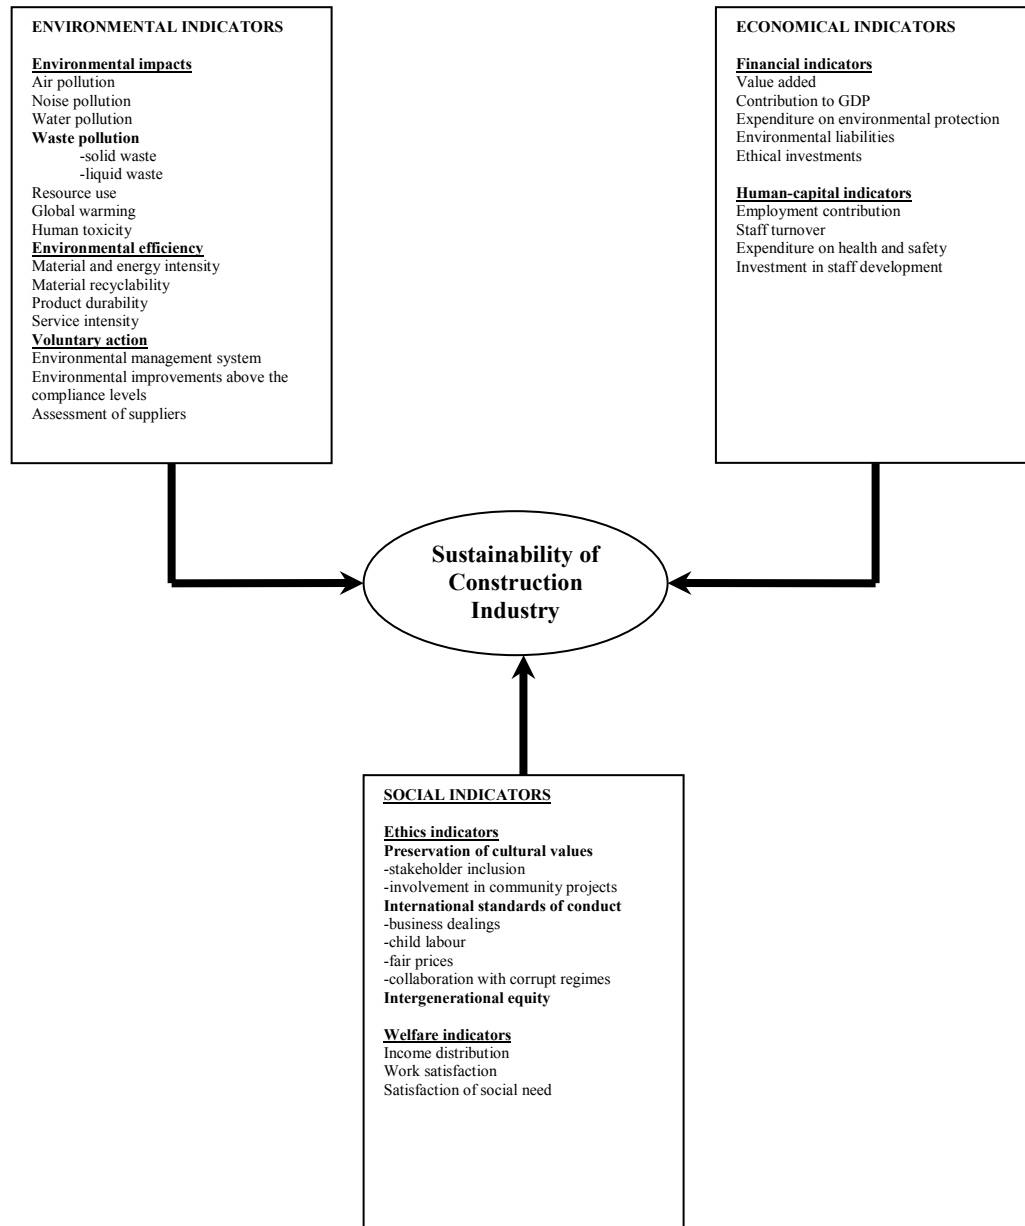 ENVIRONMENTAL INDICATORS
Environmental impacts
Air pollution
Noise pollution
Water pollution
Waste pollution
-solid waste
-liquid waste
Resource use
Global warming
Human toxicity
Environmental efficiency
Material and energy intensity
Material recyclability
Product durability
Service intensity
Voluntary action
Environmental management system
Environmental improvements above the
compliance levels
Assessment of suppliers
ECONOMICAL INDICATORS
Financial indicators
Value added
Contribution to GDP
Expenditure on environmental protection
Environmental liabilities
Ethical investments
Human-capital indicators
Employment contribution
Staff turnover
Expenditure on health and safety
Investment in staff development
Sustainability of
Construction
Industry
SOCIAL INDICATORS
Ethics indicators
Preservation of cultural values
-stakeholder inclusion
-involvement in community projects
International standards of conduct
-business dealings
-child labour
-fair prices
-collaboration with corrupt regimes
Intergenerational equity
Welfare indicators
Income distribution
Work satisfaction
Satisfaction of social need